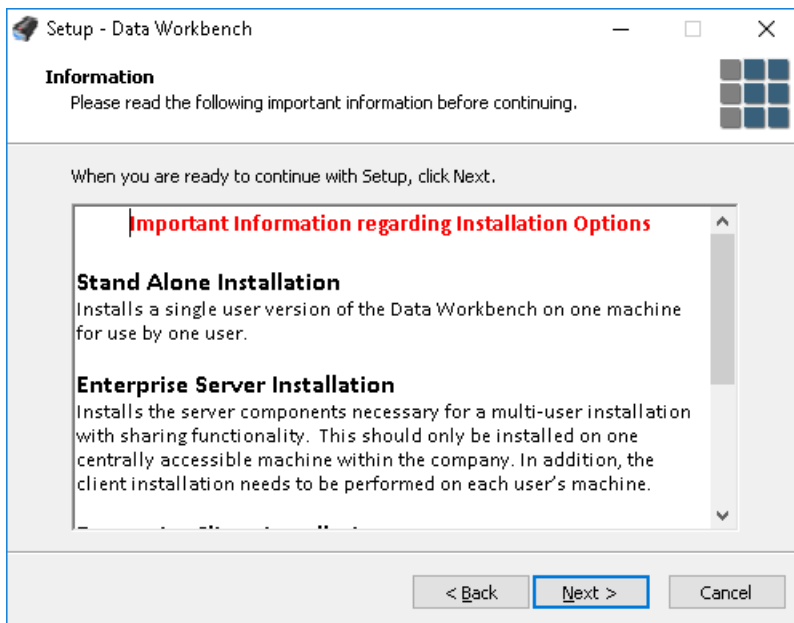 Setup - Data Workbench
Information
Please read the following important information before continuing.
When you are ready to continue with Setup, click Next.
Important Information regarding Installation Options
Stand Alone Installation
Installs a single user version of the Data Workbench on one machine
for use by one user.
Enterprise Server Installation
Installs the server components necessary for a multi-user installation
with sharing functionality.  This should only be installed on one
centrally accessible machine within the company. In addition, the
client installation needs to be performed on each user's machine.
< Back
Next >
Cancel